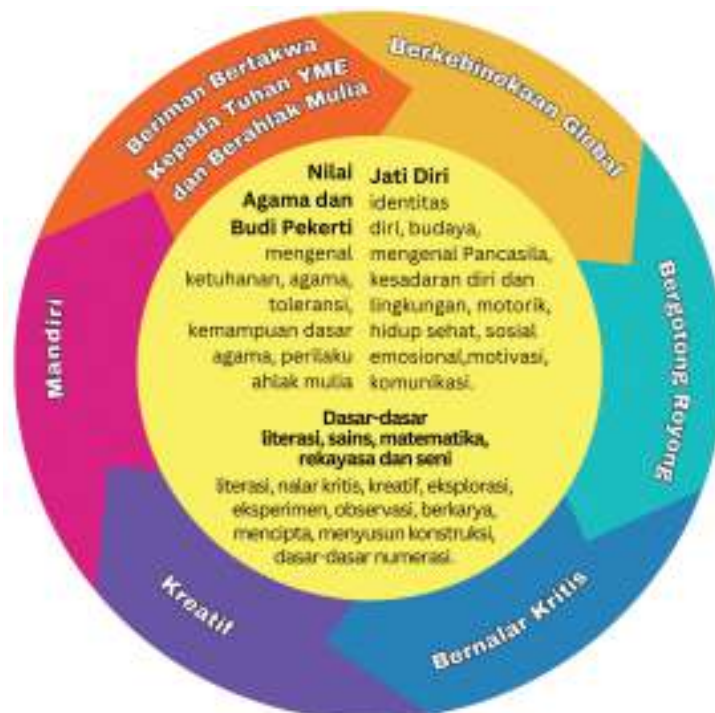 Beriman Bertakwa
Kepada Tuhan YME
dan Berahlak Mulia
Berkebinekaan Global
Bergotong Royong
Bernalar Kritis
Kreatif
Mandiri
Nilai
Agama dan
Budi Pekerti
mengenal
ketuhanan, agama,
toleransi,
kemampuan dasar
agama, perilaku
ahlak mulia
Jati Diri
identitas
diri, budaya,
mengenal Pancasila,
kesadaran diri dan
lingkungan, motorik,
hidup sehat, sosial
emosional,motivasi,
komunikasi.
Dasar-dasar
literasi, sains, matematika,
rekayasa dan seni
literasi, nalar kritis, kreatif, eksplorasi,
eksperimen, observasi, berkarya,
mencipta, menyusun konstruksi,
dasar-dasar numerasi.